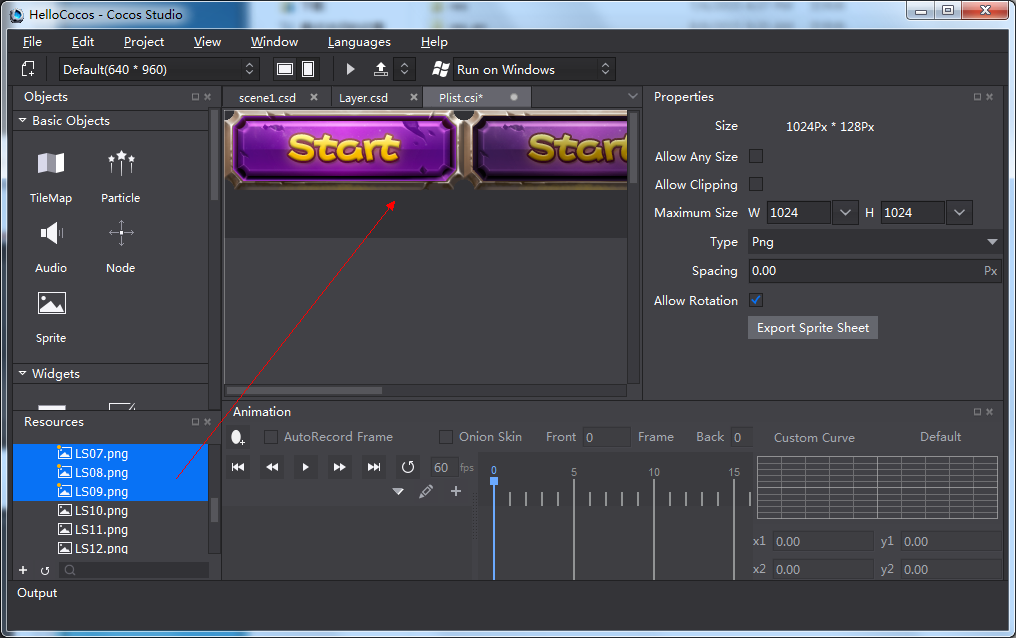 HelloCocos - Cocos Studio
File Edit Project View Window Languages Help
Default(640 * 960) Run on Windows
Objects
Basic Objects
TileMap Particle
Audio Node
Sprite
Widgets
Resources
LS07.png
LS08.png
LS09.png
LS10.png
LS11.png
LS12.png
scene1.csd Layer.csd Plist.csi*
Start Start
Properties
Size 1024Px * 128Px
Allow Any Size
Allow Clipping
Maximum Size W 1024 H 1024
Type Png
Spacing 0.00 Px
Allow Rotation
Export Sprite Sheet
Animation
AutoRecord Frame Onion Skin Front 0 Frame Back 0 Custom Curve Default
60 fps 0 5 10 15
x1 0.00 y1 0.00
x2 0.00 y2 0.00
Output